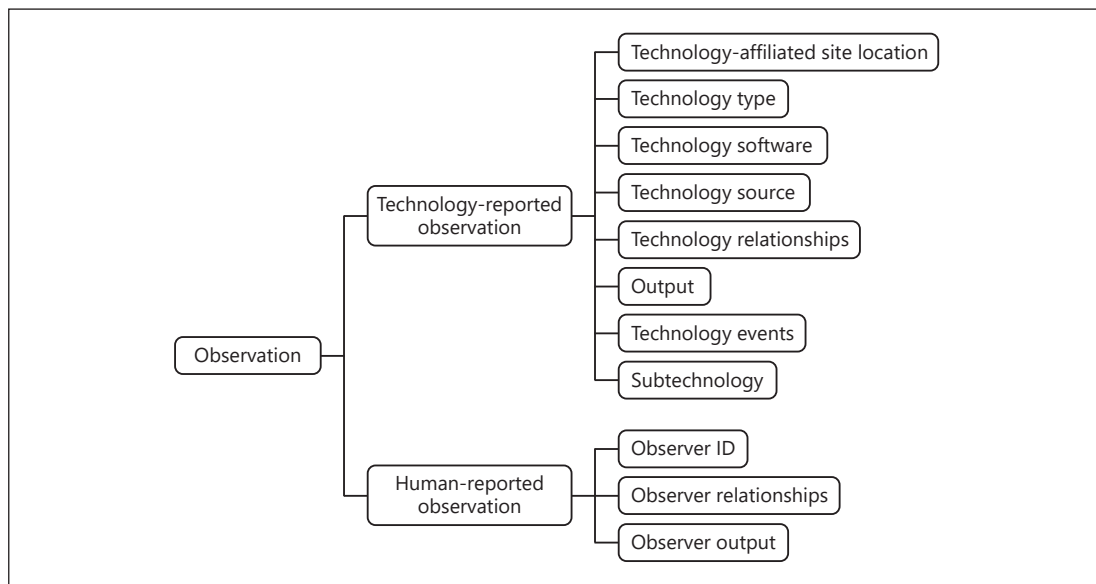 Observation
Technology-reported
observation
Technology-affiliated site location
Technology type
Technology software
Technology source
Technology relationships
Output
Technology events
Subtechnology
Human-reported
observation
Observer ID
Observer relationships
Observer output